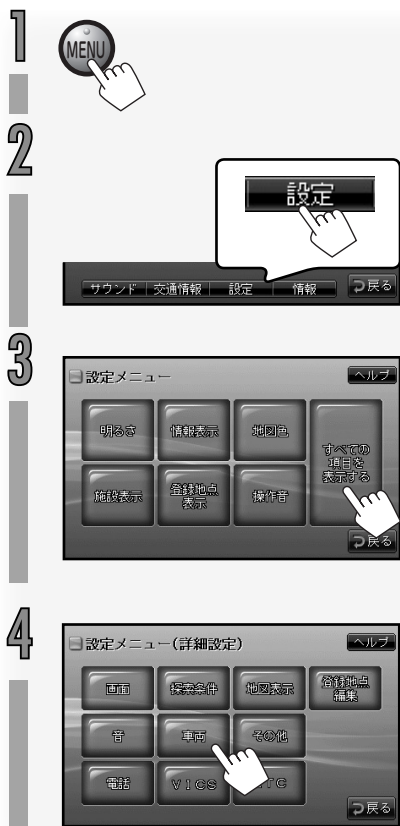 1
MENU
2
設定
サウンド 交通情報 設定 情報 戻る
3
設定メニュー ヘルプ
明るさ 情報表示 地図色 すべての
項目を
表示する
施設表示 登録地点
表示 操作音
戻る
4
設定メニュー(詳細設定) ヘルプ
画面 探索条件 地図表示 登録地点
編集
音 車両 その他
電話 VICS TC
戻る